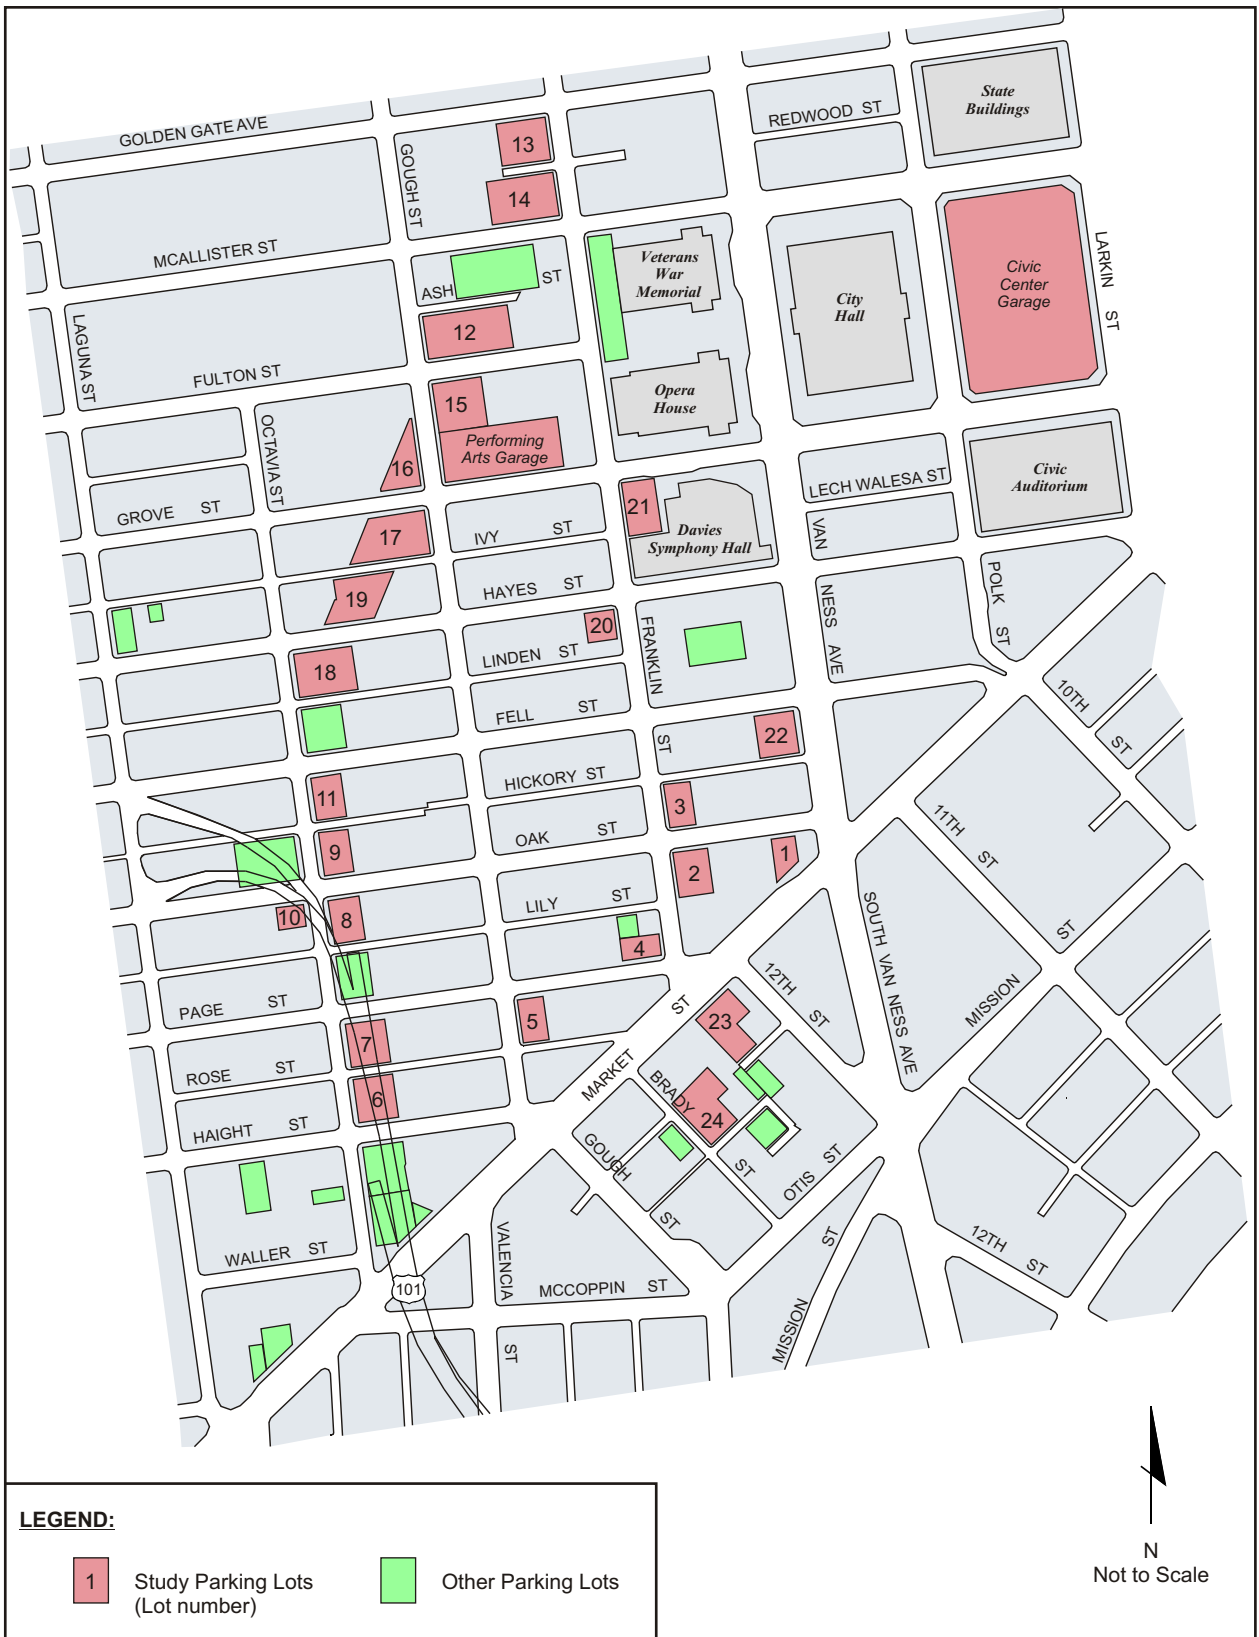 State
Buildings
REDWOOD ST
GOLDEN GATE AVE
13
GOUGH ST
14
LARKIN ST
MCALLISTER ST
Veterans
War
Memorial
Civic
Center
Garage
ASH ST
City
Hall
12
LAGUNA ST
FULTON ST
Opera
House
15
OCTAVIA ST
Performing
Arts Garage
16
Civic
Auditorium
LECH WALESA ST
GROVE ST
21
17
IVY ST
Davies
Symphony Hall
VAN NESS AVE
POLK ST
HAYES ST
19
20
FRANKLIN ST
LINDEN ST
18
10TH ST
FELL ST
22
HICKORY ST
11
3
11TH ST
OAK ST
9
1
2
LILY ST
10
8
4
SOUTH VAN NESS AVE
12TH ST
MISSION ST
PAGE ST
5
23
7
MARKET ST
ROSE ST
BRADY ST
6
24
HAIGHT ST
GOUGH ST
OTIS ST
WALLER ST
VALENCIA ST
12TH ST
101
MCCOPPIN ST
MISSION ST
LEGEND:
1
Study Parking Lots
(Lot number)
Other Parking Lots
N
Not to Scale